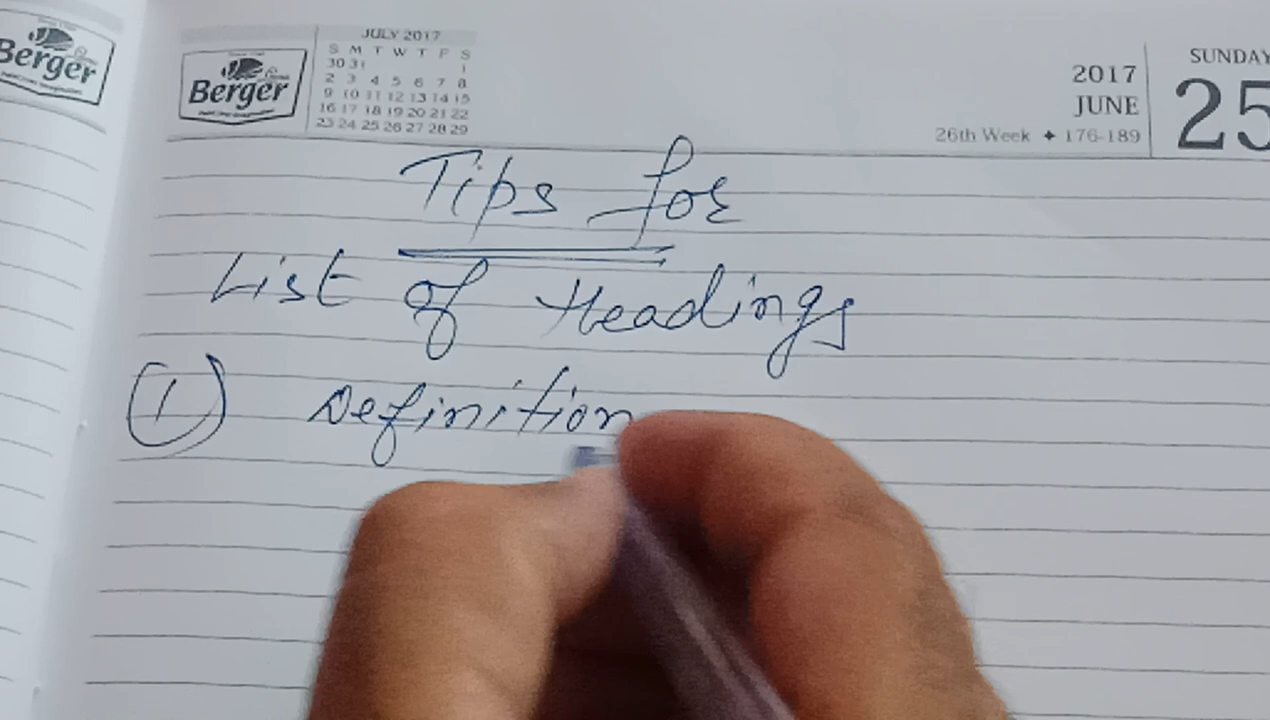 Berger
Berger
JULY 2017
S M T W T F S
30 31 1
2 3 4 5 6 7 8
9 10 11 12 13 14 15
16 17 18 19 20 21 22
23 24 25 26 27 28 29
2017
JUNE
26th Week ✦ 176-189
SUNDAY
25
Tips for
List of Headings
① Definition